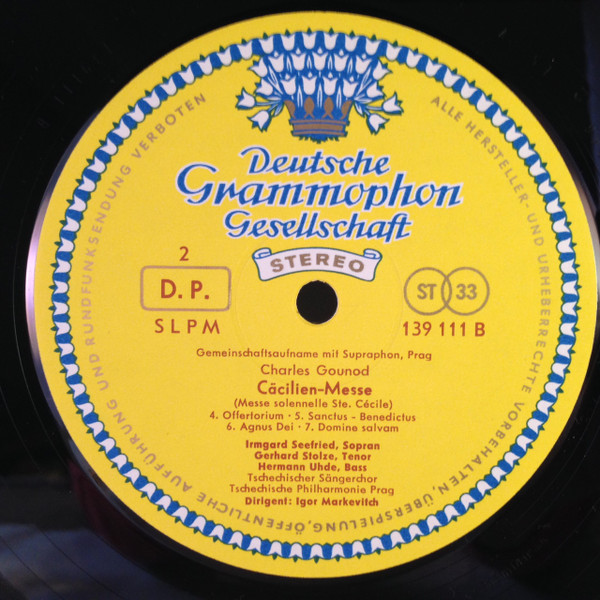 ALLE HERSTELLER- UND URHEBERRECHTE VORBEHALTEN, ÜBERSPIELUNG, ÖFFENTLICHE AUFFÜHRUNG UND RUNDFUNKSENDUNG VERBOTEN
Deutsche
Grammophon
Gesellschaft
STEREO
2
D. P.
SLPM
ST 33
139 111 B
Gemeinschaftsaufname mit Supraphon, Prag
Charles Gounod
Cäcilien-Messe
(Messe solennelle Ste. Cécile)
4. Offertorium · 5. Sanctus - Benedictus
6. Agnus Dei · 7. Domine salvam
Irmgard Seefried, Sopran
Gerhard Stolze, Tenor
Hermann Uhde, Bass
Tschechischer Sängerchor
Tschechische Philharmonie Prag
Dirigent: Igor Markevitch